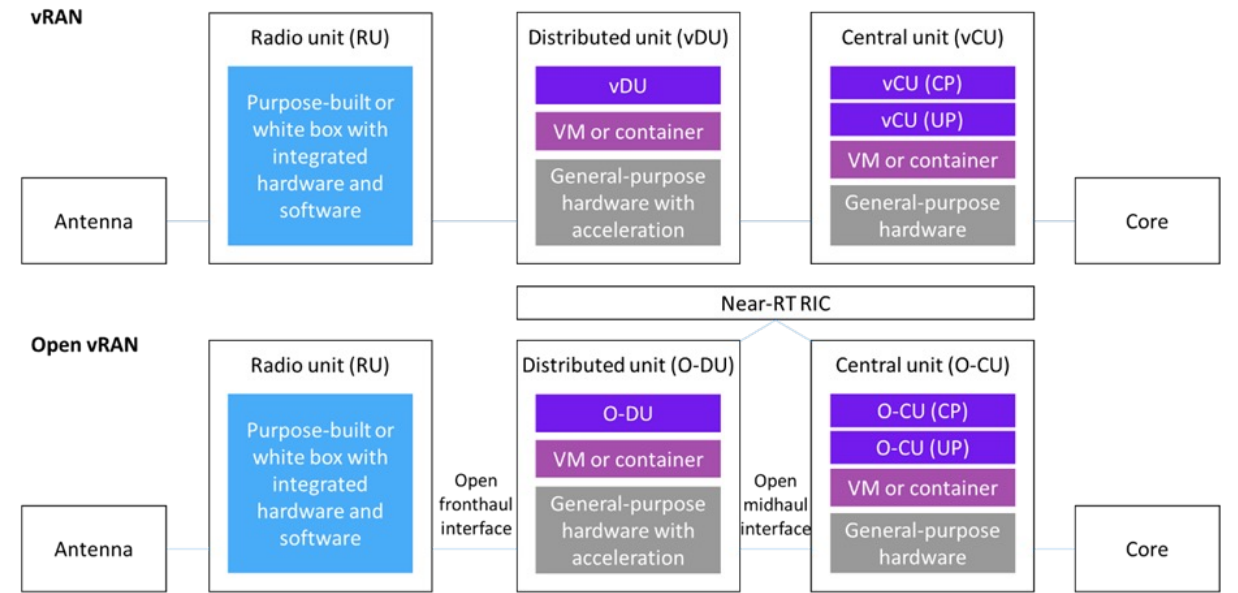 vRAN
Radio unit (RU)
Purpose-built or
white box with
integrated
hardware and
software
Distributed unit (vDU)
vDU
VM or container
General-purpose
hardware with
acceleration
Central unit (vCU)
vCU (CP)
vCU (UP)
VM or container
General-purpose
hardware
Antenna
Core
Near-RT RIC
Open vRAN
Radio unit (RU)
Purpose-built or
white box with
integrated
hardware and
software
Open
fronthaul
interface
Distributed unit (O-DU)
O-DU
VM or container
General-purpose
hardware with
acceleration
Open
midhaul
interface
Central unit (O-CU)
O-CU (CP)
O-CU (UP)
VM or container
General-purpose
hardware
Antenna
Core